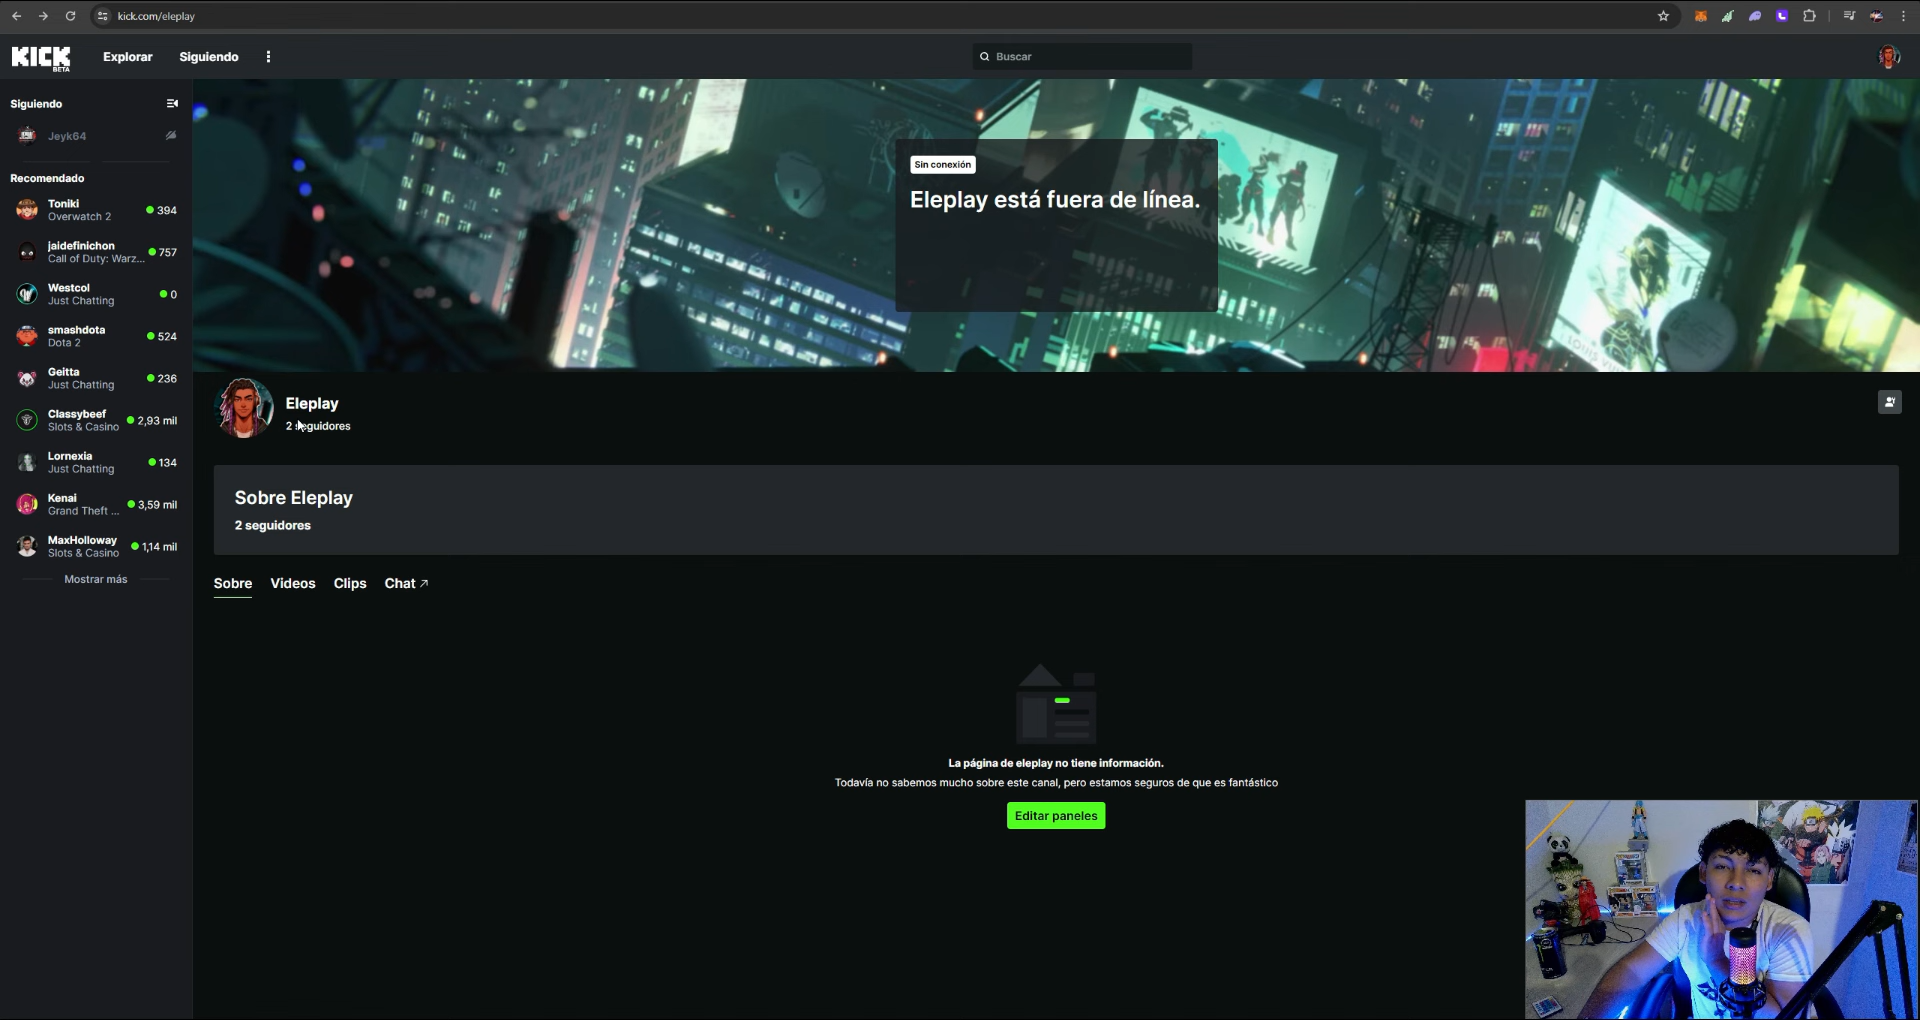 kick.com/eleplay
KICK
BETA
Explorar
Siguiendo
Buscar
Siguiendo
Jeyk64
Recomendado
Toniki
Overwatch 2
394
jaidefinichon
Call of Duty: Warz...
757
Westcol
Just Chatting
0
smashdota
Dota 2
524
Geitta
Just Chatting
236
Classybeef
Slots & Casino
2,93 mil
Lornexia
Just Chatting
134
Kenai
Grand Theft ...
3,59 mil
MaxHolloway
Slots & Casino
1,14 mil
Mostrar más
Sin conexión
Eleplay está fuera de línea.
Eleplay
2 seguidores
Sobre Eleplay
2 seguidores
Sobre
Videos
Clips
Chat
La página de eleplay no tiene información.
Todavía no sabemos mucho sobre este canal, pero estamos seguros de que es fantástico
Editar paneles